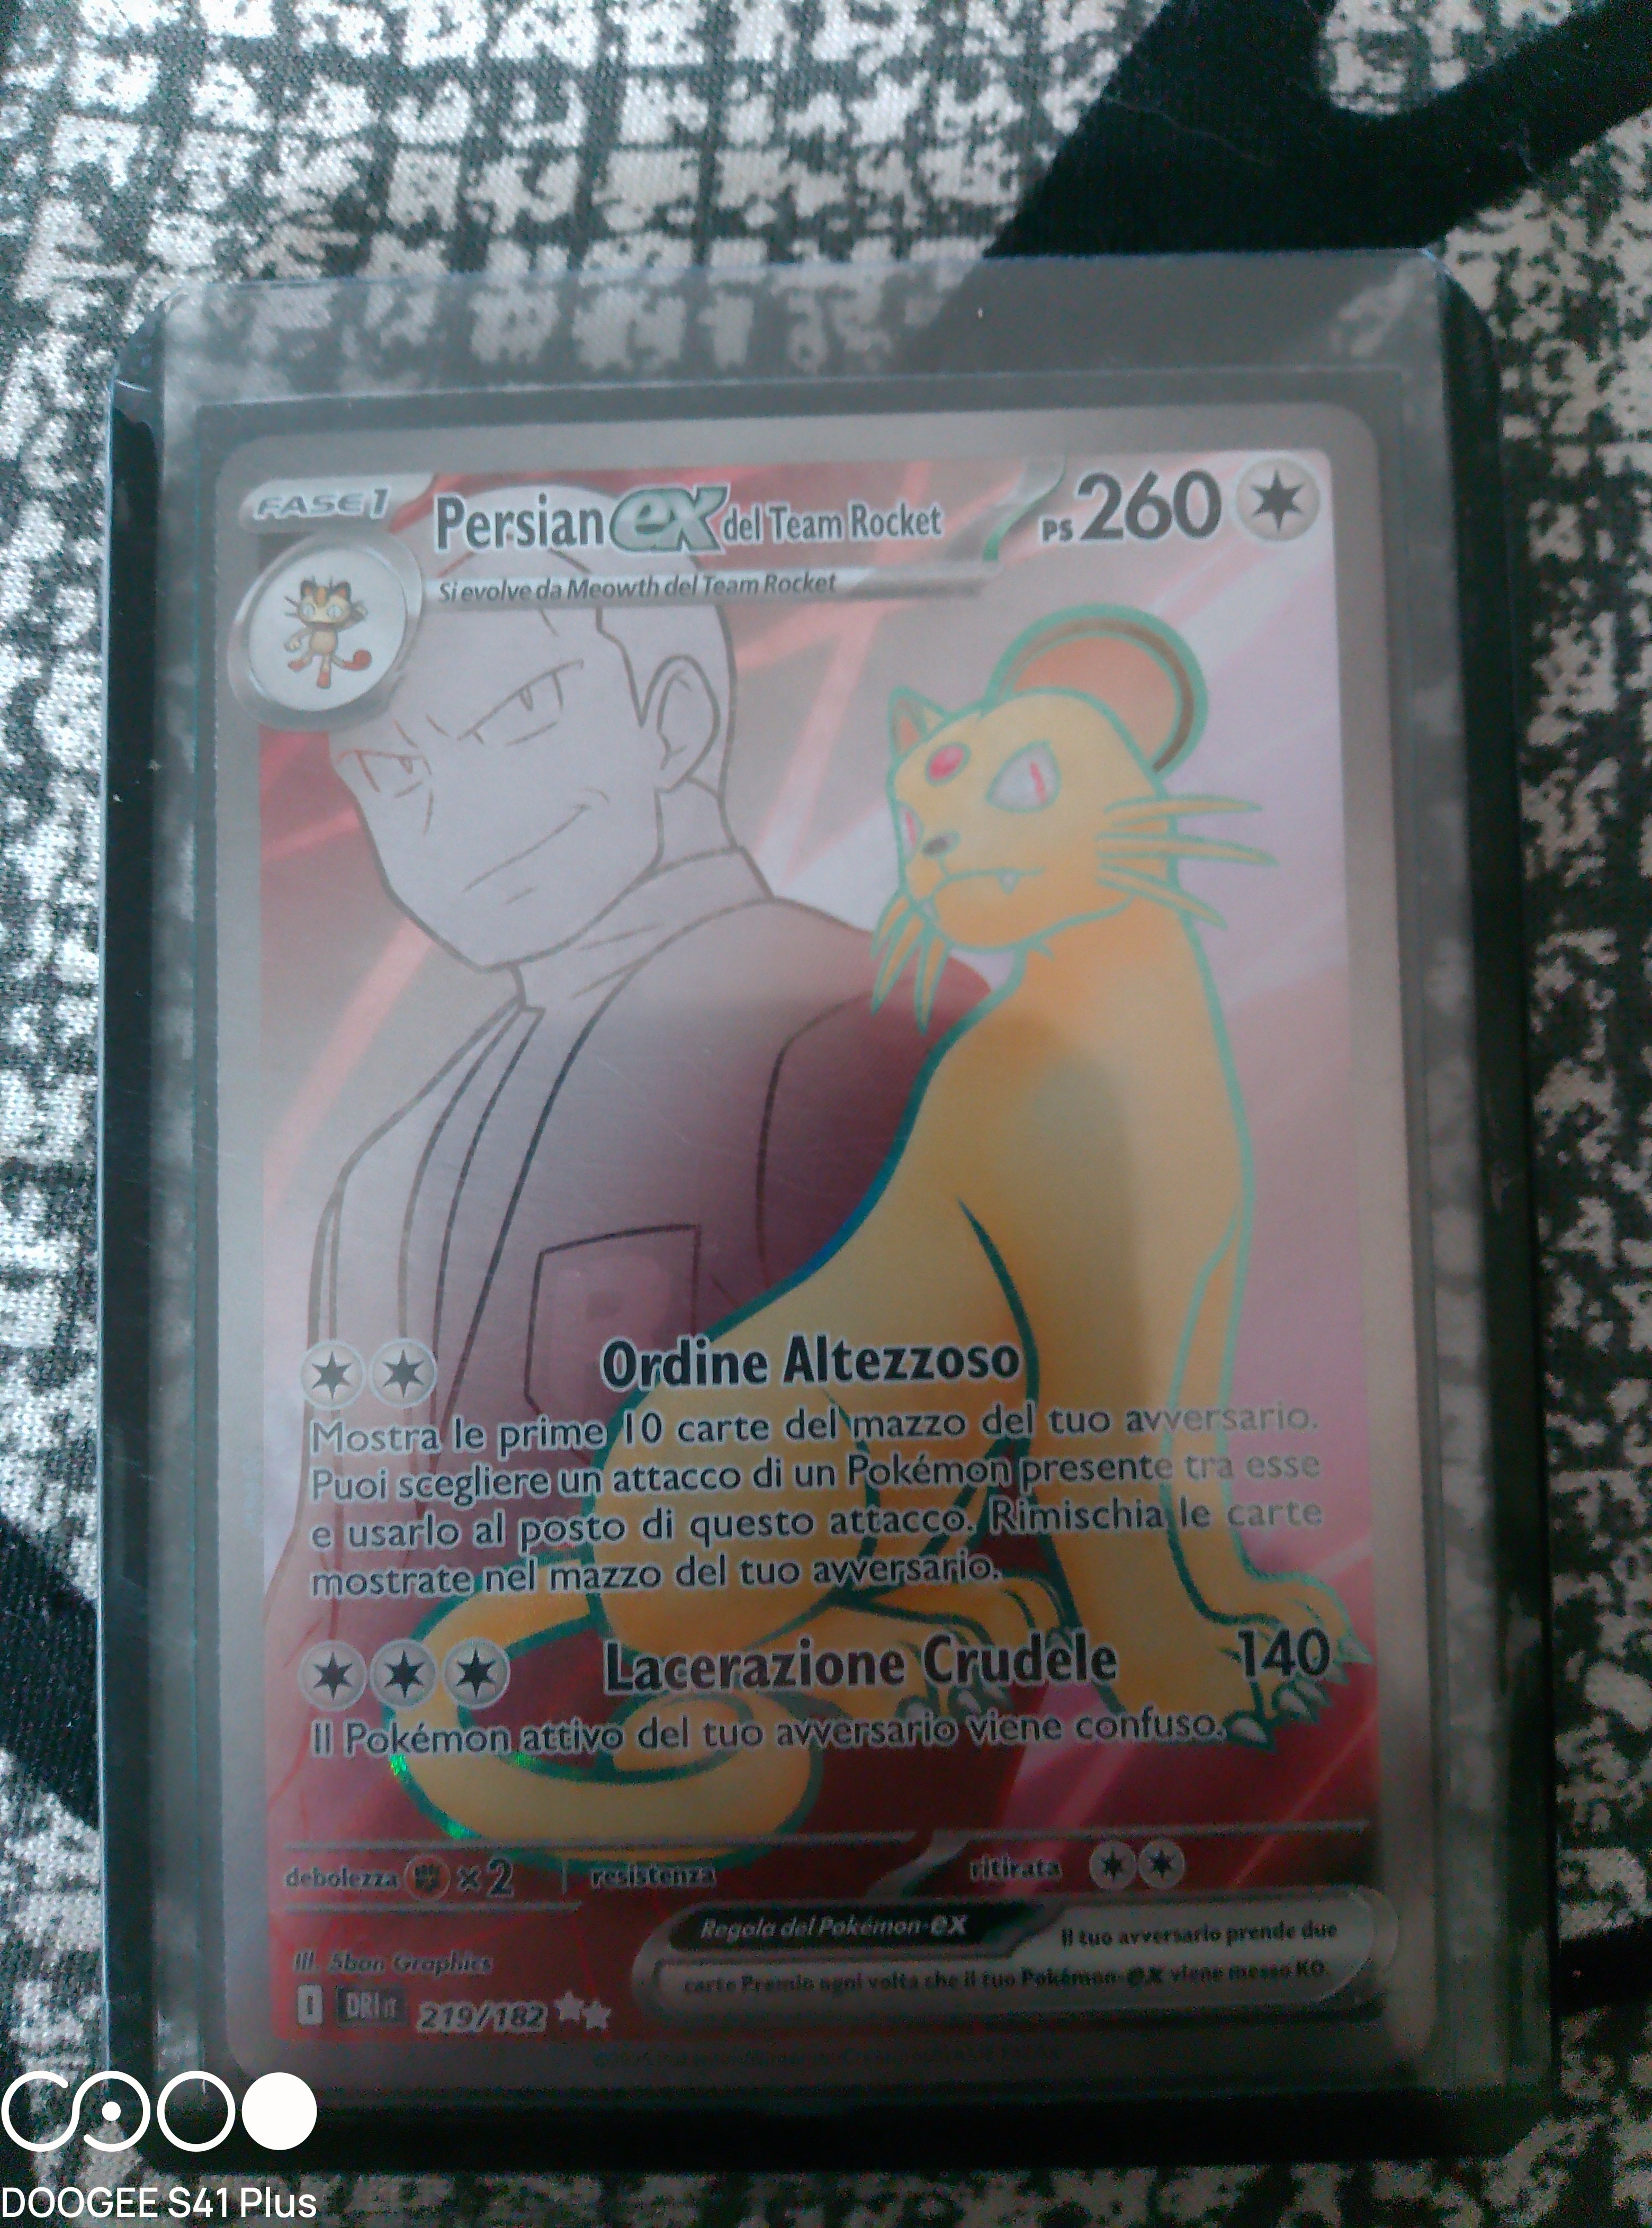 FASE 1
Persian ex del Team Rocket
PS 260
Si evolve da Meowth del Team Rocket
R
Ordine Altezzoso
Mostra le prime 10 carte del mazzo del tuo avversario.
Puoi scegliere un attacco di un Pokémon presente tra esse
e usarlo al posto di questo attacco. Rimischia le carte
mostrate nel mazzo del tuo avversario.
Lacerazione Crudele 140
Il Pokémon attivo del tuo avversario viene confuso.
debolezza ×2 resistenza ritirata
Regola dei Pokémon-ex Il tuo avversario prende due
carte Premio ogni volta che il tuo Pokémon-ex viene messo KO.
Ill. 5ban Graphics
I DRI IT 219/182
DOOGEE S41 Plus